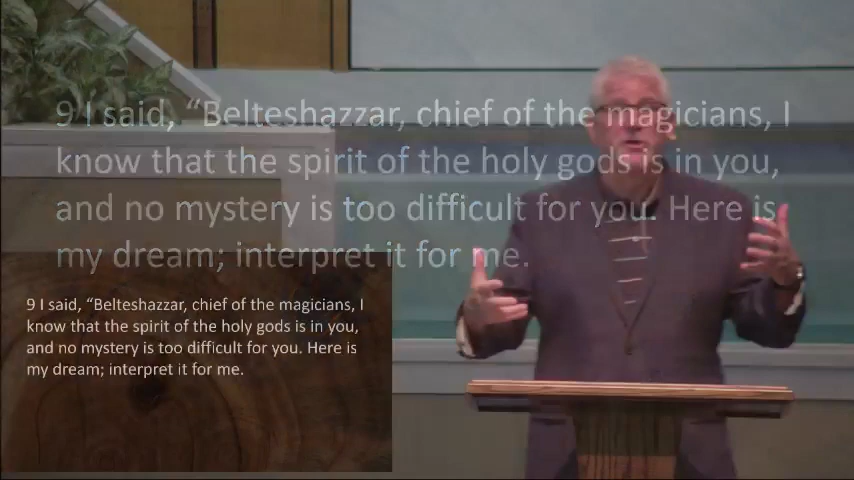 9 I said, “Belteshazzar, chief of the magicians, I
know that the spirit of the holy gods is in you,
and no mystery is too difficult for you. Here is
my dream; interpret it for me.
9 I said, “Belteshazzar, chief of the magicians, I
know that the spirit of the holy gods is in you,
and no mystery is too difficult for you. Here is
my dream; interpret it for me.